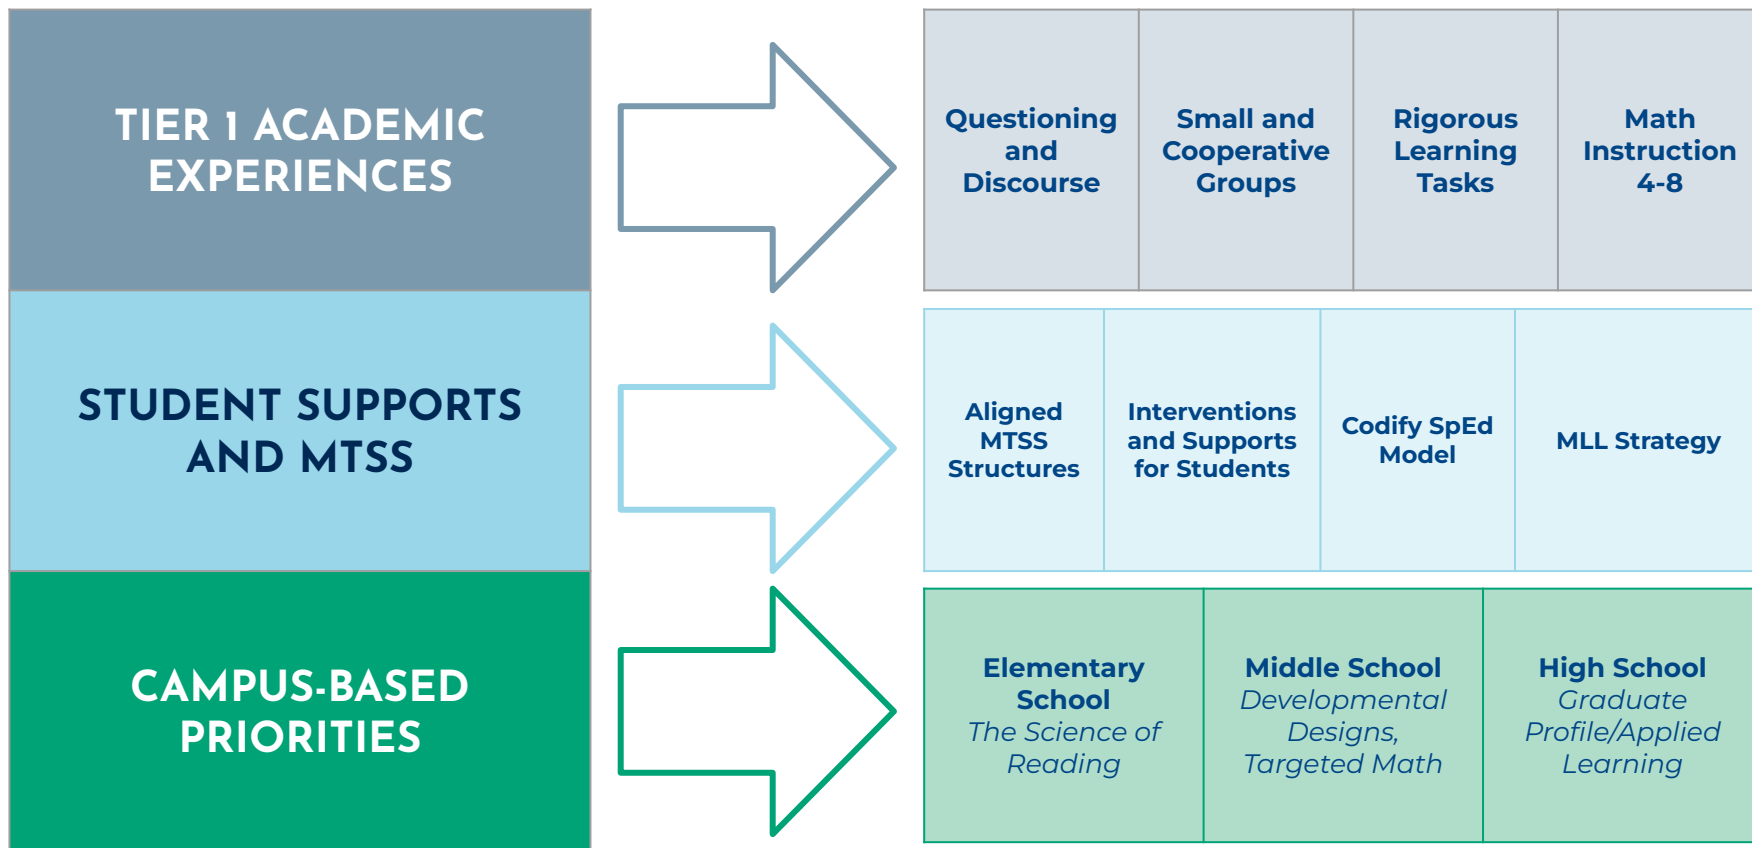 TIER 1 ACADEMIC
EXPERIENCES
Questioning
and
Discourse
Small and
Cooperative
Groups
Rigorous
Learning
Tasks
Math
Instruction
4-8
STUDENT SUPPORTS
AND MTSS
Aligned
MTSS
Structures
Interventions
and Supports
for Students
Codify SpEd
Model
MLL Strategy
CAMPUS-BASED
PRIORITIES
Elementary
School
The Science of
Reading
Middle School
Developmental
Designs,
Targeted Math
High School
Graduate
Profile/Applied
Learning